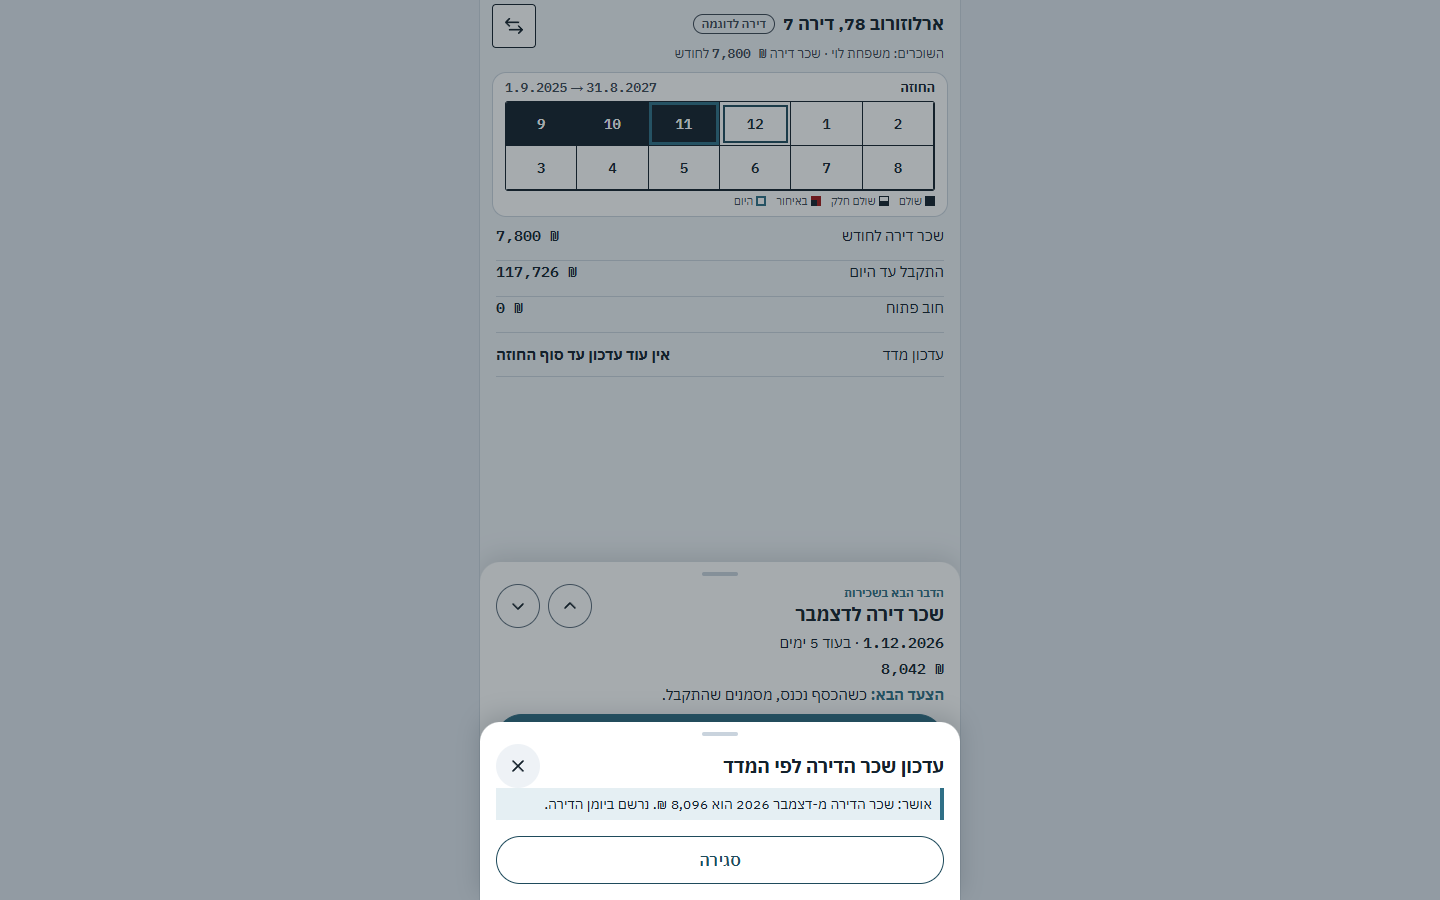 ארלוזורוב 78, דירה 7 דירה לדוגמה
השוכרים: משפחת לוי · שכר דירה ₪ 7,800 לחודש
החוזה 1.9.2025 → 31.8.2027
9 10 11 12 1 2
3 4 5 6 7 8
שולם שולם חלק באיחור היום
שכר דירה לחודש ₪ 7,800
התקבל עד היום ₪ 117,726
חוב פתוח ₪ 0
עדכון מדד אין עוד עדכון עד סוף החוזה
הדבר הבא בשכירות
שכר דירה לדצמבר
1.12.2026 · בעוד 5 ימים
₪ 8,042
הצעד הבא: כשהכסף נכנס, מסמנים שהתקבל.
עדכון שכר הדירה לפי המדד
אושר: שכר הדירה מ-דצמבר 2026 הוא 8,096 ₪. נרשם ביומן הדירה.
סגירה